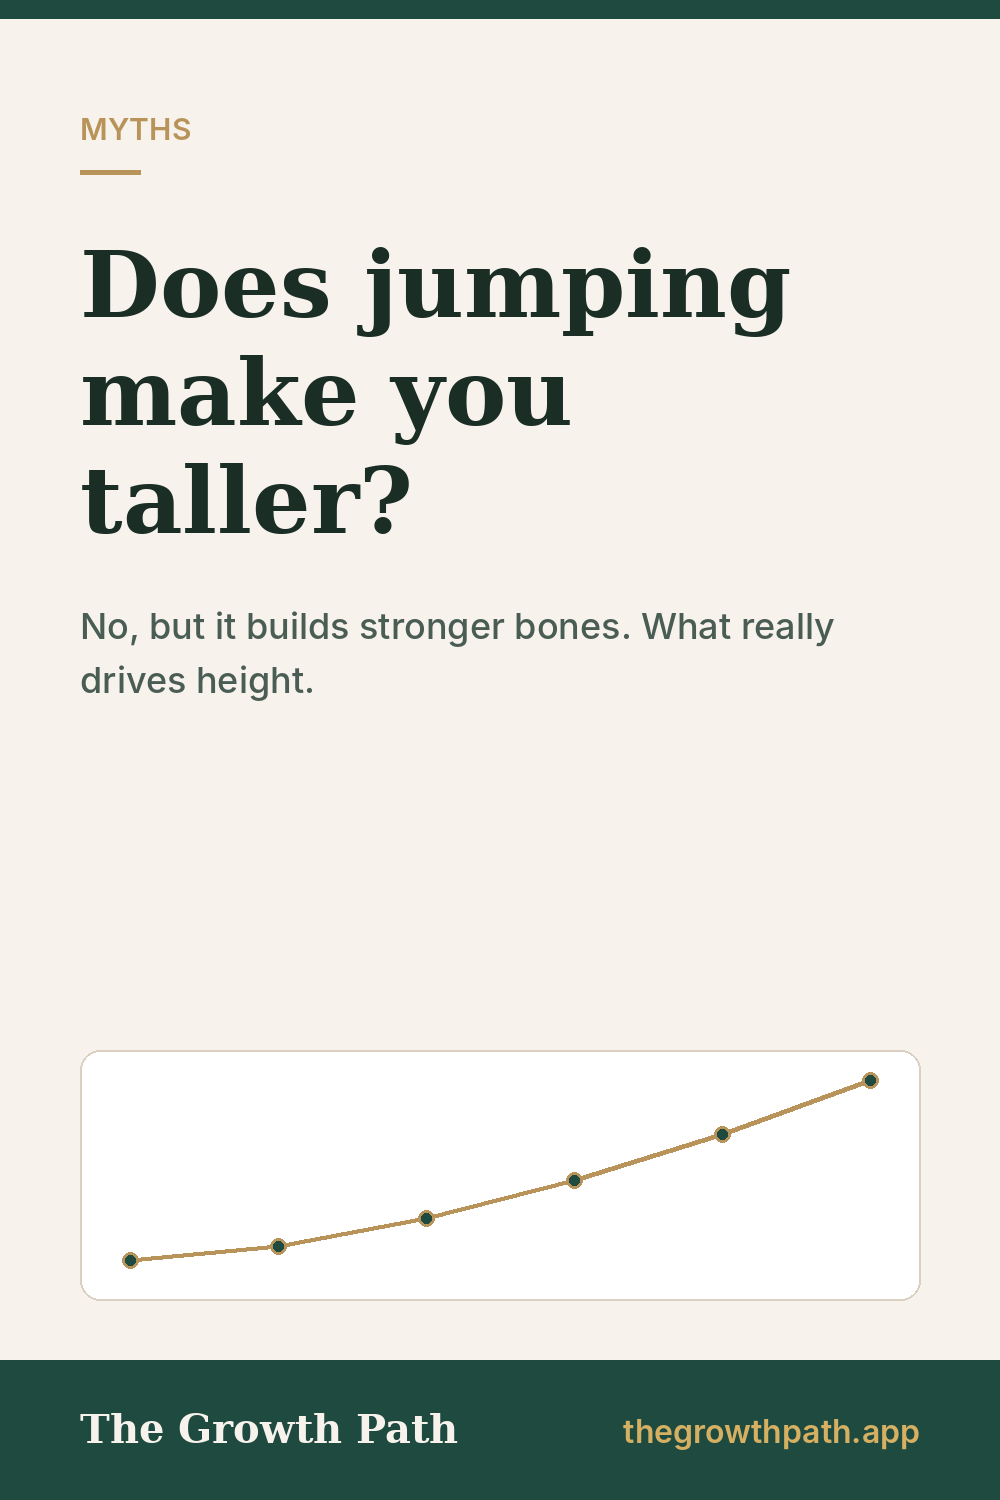 MYTHS
Does jumping
make you
taller?
No, but it builds stronger bones. What really
drives height.
The Growth Path
thegrowthpath.app